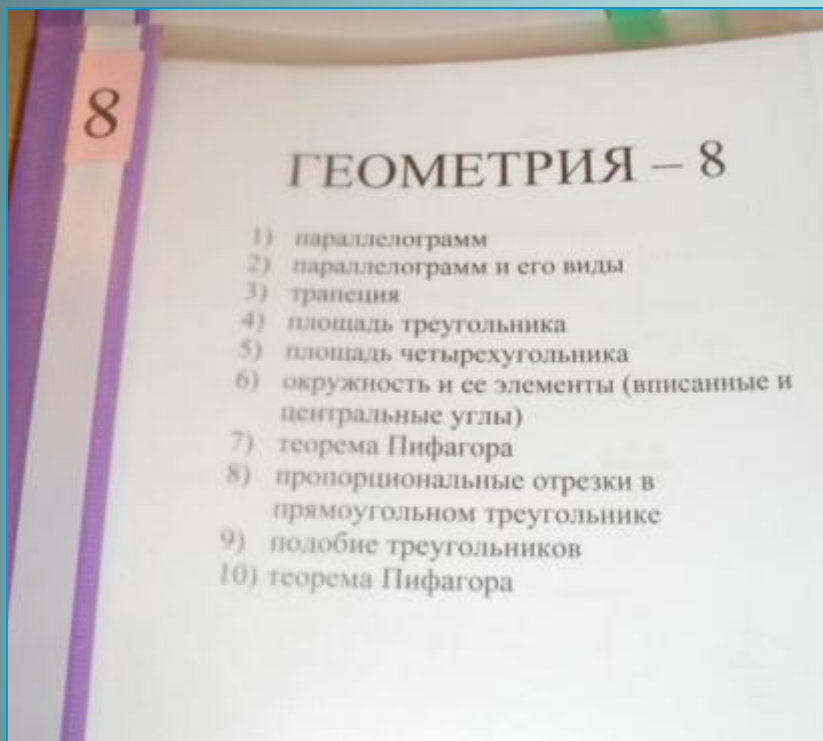 8
ГЕОМЕТРИЯ – 8
1) параллелограмм
2) параллелограмм и его виды
3) трапеция
4) площадь треугольника
5) площадь четырехугольника
6) окружность и ее элементы (вписанные и
центральные углы)
7) теорема Пифагора
8) пропорциональные отрезки в
прямоугольном треугольнике
9) подобие треугольников
10) теорема Пифагора